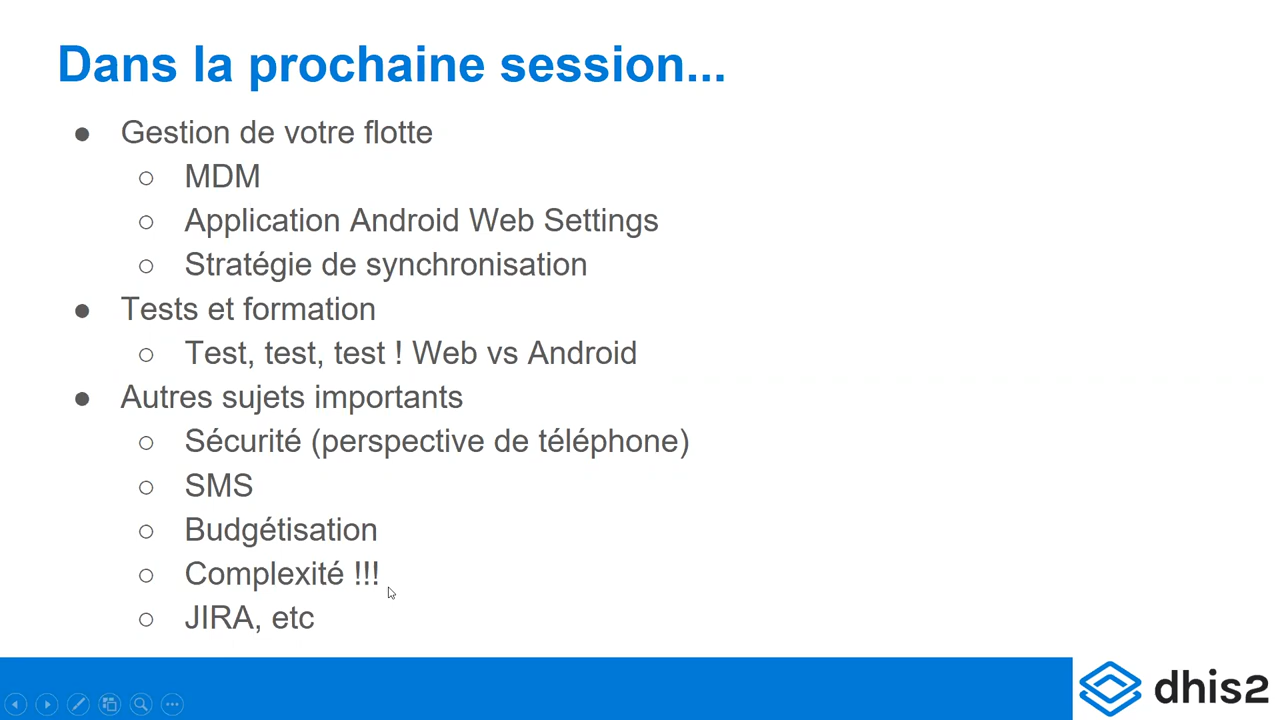 Dans la prochaine session...
● Gestion de votre flotte
○ MDM
○ Application Android Web Settings
○ Stratégie de synchronisation
● Tests et formation
○ Test, test, test ! Web vs Android
● Autres sujets importants
○ Sécurité (perspective de téléphone)
○ SMS
○ Budgétisation
○ Complexité !!!
○ JIRA, etc
dhis2